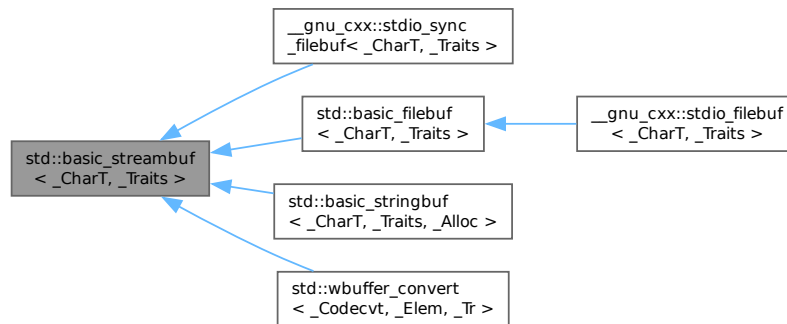 __gnu_cxx::stdio_sync
_filebuf< _CharT, _Traits >
std::basic_filebuf
< _CharT, _Traits >
__gnu_cxx::stdio_filebuf
< _CharT, _Traits >
std::basic_streambuf
< _CharT, _Traits >
std::basic_stringbuf
< _CharT, _Traits, _Alloc >
std::wbuffer_convert
< _Codecvt, _Elem, _Tr >